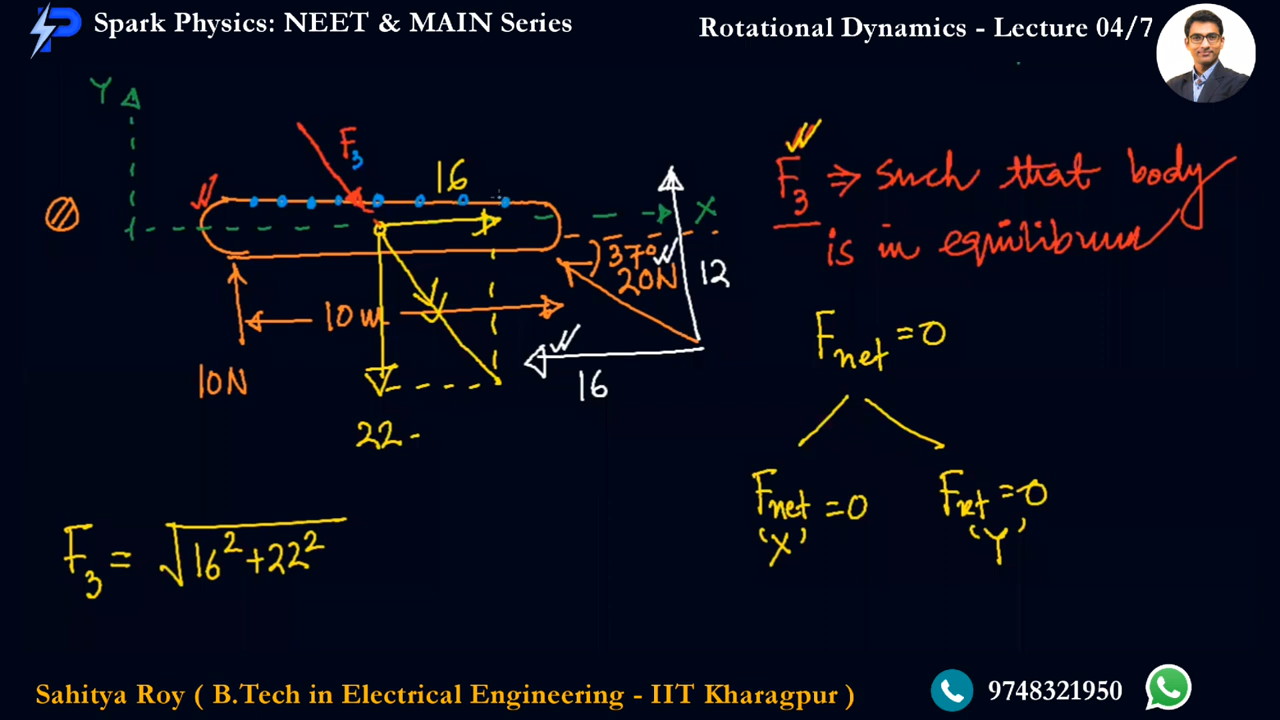 Spark Physics: NEET & MAIN Series
Rotational Dynamics - Lecture 04/7
Y
F3
16
X
37°
20N
12
10 m
10N
16
22-
F3 ⇒ such that body
is in equilibrium
Fnet = 0
Fnet = 0
'X'
Fnet = 0
'Y'
F3 = √16²+22²
Sahitya Roy ( B.Tech in Electrical Engineering - IIT Kharagpur )
9748321950